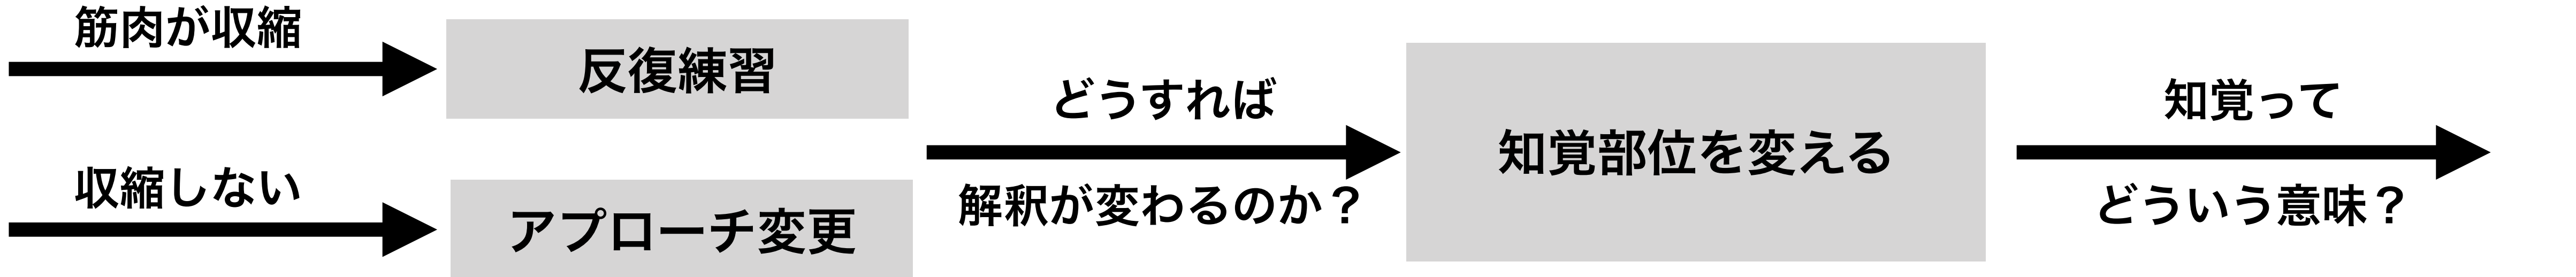 筋肉が収縮
反復練習
収縮しない
アプローチ変更
どうすれば
解釈が変わるのか？
知覚部位を変える
知覚って
どういう意味？